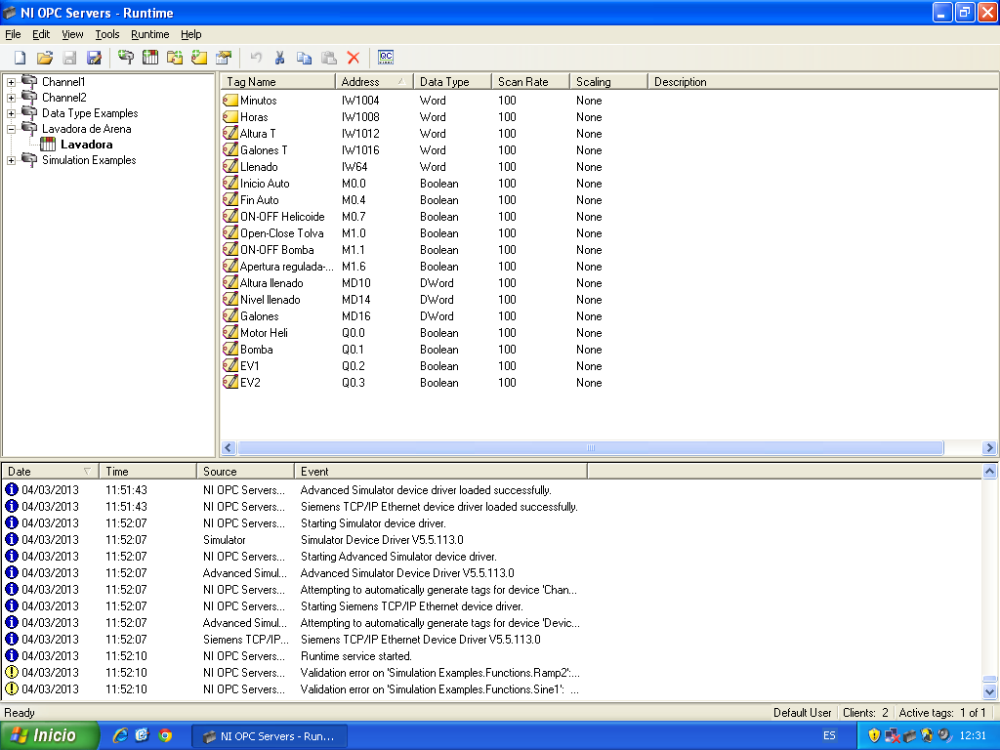 NI OPC Servers - Runtime
File Edit View Tools Runtime Help
QC
Channel1
Channel2
Data Type Examples
Lavadora de Arena
Lavadora
Simulation Examples
Tag Name Address Data Type Scan Rate Scaling Description
Minutos IW1004 Word 100 None
Horas IW1008 Word 100 None
Altura T IW1012 Word 100 None
Galones T IW1016 Word 100 None
Llenado IW64 Word 100 None
Inicio Auto M0.0 Boolean 100 None
Fin Auto M0.4 Boolean 100 None
ON-OFF Helicoide M0.7 Boolean 100 None
Open-Close Tolva M1.0 Boolean 100 None
ON-OFF Bomba M1.1 Boolean 100 None
Apertura regulada-... M1.6 Boolean 100 None
Altura llenado MD10 DWord 100 None
Nivel llenado MD14 DWord 100 None
Galones MD16 DWord 100 None
Motor Heli Q0.0 Boolean 100 None
Bomba Q0.1 Boolean 100 None
EV1 Q0.2 Boolean 100 None
EV2 Q0.3 Boolean 100 None
Date Time Source Event
04/03/2013 11:51:43 NI OPC Servers... Advanced Simulator device driver loaded successfully.
04/03/2013 11:51:43 NI OPC Servers... Siemens TCP/IP Ethernet device driver loaded successfully.
04/03/2013 11:52:07 NI OPC Servers... Starting Simulator device driver.
04/03/2013 11:52:07 Simulator Simulator Device Driver V5.5.113.0
04/03/2013 11:52:07 NI OPC Servers... Starting Advanced Simulator device driver.
04/03/2013 11:52:07 Advanced Simul... Advanced Simulator Device Driver V5.5.113.0
04/03/2013 11:52:07 NI OPC Servers... Attempting to automatically generate tags for device 'Chan...
04/03/2013 11:52:07 NI OPC Servers... Starting Siemens TCP/IP Ethernet device driver.
04/03/2013 11:52:07 Advanced Simul... Attempting to automatically generate tags for device 'Devic...
04/03/2013 11:52:07 Siemens TCP/IP... Siemens TCP/IP Ethernet Device Driver V5.5.113.0
04/03/2013 11:52:10 NI OPC Servers... Runtime service started.
04/03/2013 11:52:10 NI OPC Servers... Validation error on 'Simulation Examples.Functions.Ramp2':...
04/03/2013 11:52:10 NI OPC Servers... Validation error on 'Simulation Examples.Functions.Sine1': ...
Ready Default User Clients: 2 Active tags: 1 of 1
Inicio NI OPC Servers - Run... ES 12:31